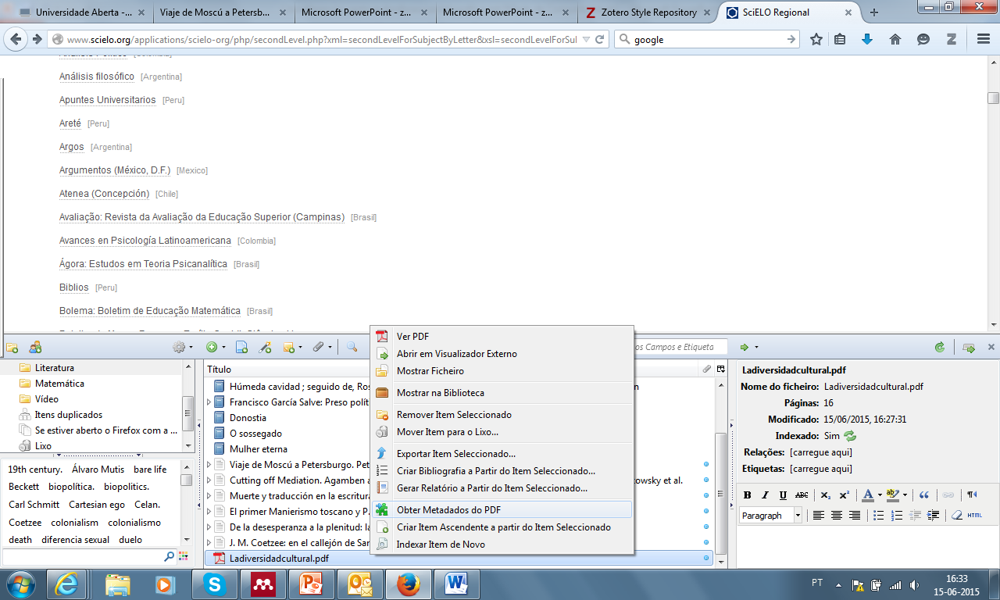 Universidade Aberta -...
Viaje de Moscú a Petersb...
Microsoft PowerPoint - z...
Microsoft PowerPoint - z...
Zotero Style Repository
SciELO Regional
www.scielo.org/applications/scielo-org/php/secondLevel.php?xml=secondLevelForSubjectByLetter&xsl=secondLevelForSul
google
Análisis filosófico [Argentina]
Apuntes Universitarios [Peru]
Areté [Peru]
Argos [Argentina]
Argumentos (México, D.F.) [Mexico]
Atenea (Concepción) [Chile]
Avaliação: Revista da Avaliação da Educação Superior (Campinas) [Brasil]
Avances en Psicología Latinoamericana [Colombia]
Ágora: Estudos em Teoria Psicanalítica [Brasil]
Biblios [Peru]
Bolema: Boletim de Educação Matemática [Brasil]
os Campos e Etiqueta
Literatura
Matemática
Vídeo
Itens duplicados
Se estiver aberto o Firefox com a ...
Lixo
19th century. Álvaro Mutis bare life
Beckett biopolítica. biopolitics.
Carl Schmitt Cartesian ego Celan.
Coetzee colonialism colonialismo
death diferencia sexual duelo
Título
Húmeda cavidad ; seguido de, Ros
Francisco García Salve: Preso polít
Donostia
O sossegado
Mulher eterna
Viaje de Moscú a Petersburgo. Pet
Cutting off Mediation. Agamben a
kowsky et al.
Muerte y traducción en la escritura
El primer Manierismo toscano y P.
De la desesperanza a la plenitud: la
J. M. Coetzee: en el callejón de Sar
Ladiversidadcultural.pdf
Ver PDF
Abrir em Visualizador Externo
Mostrar Ficheiro
Mostrar na Biblioteca
Remover Item Seleccionado
Mover Item para o Lixo...
Exportar Item Seleccionado...
Criar Bibliografia a Partir do Item Seleccionado...
Gerar Relatório a Partir do Item Seleccionado...
Obter Metadados do PDF
Criar Item Ascendente a partir do Item Seleccionado
Indexar Item de Novo
Ladiversidadcultural.pdf
Nome do ficheiro: Ladiversidadcultural.pdf
Páginas: 16
Modificado: 15/06/2015, 16:27:31
Indexado: Sim
Relações: [carregue aqui]
Etiquetas: [carregue aqui]
B I U ABC X₂ X² A ab
Paragraph
HTML
PT
16:33
15-06-2015